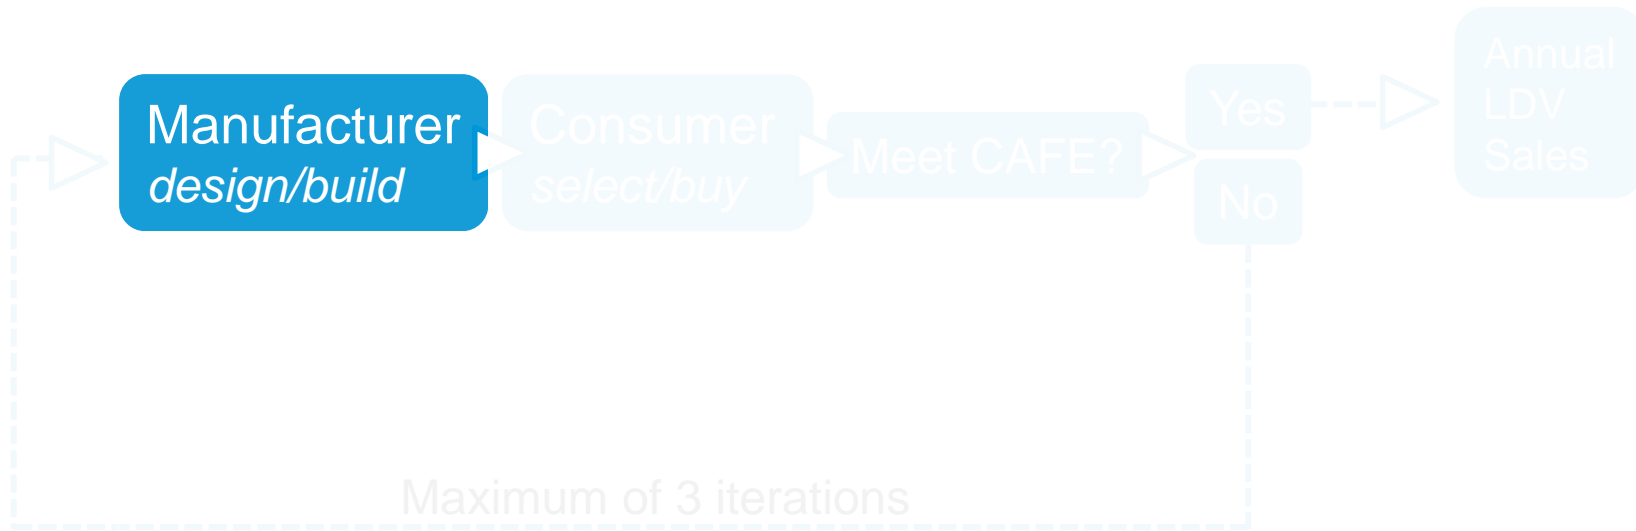 Manufacturer
design/build
Consumer
select/buy
Meet CAFE?
Yes
No
Annual
LDV
Sales
Maximum of 3 iterations